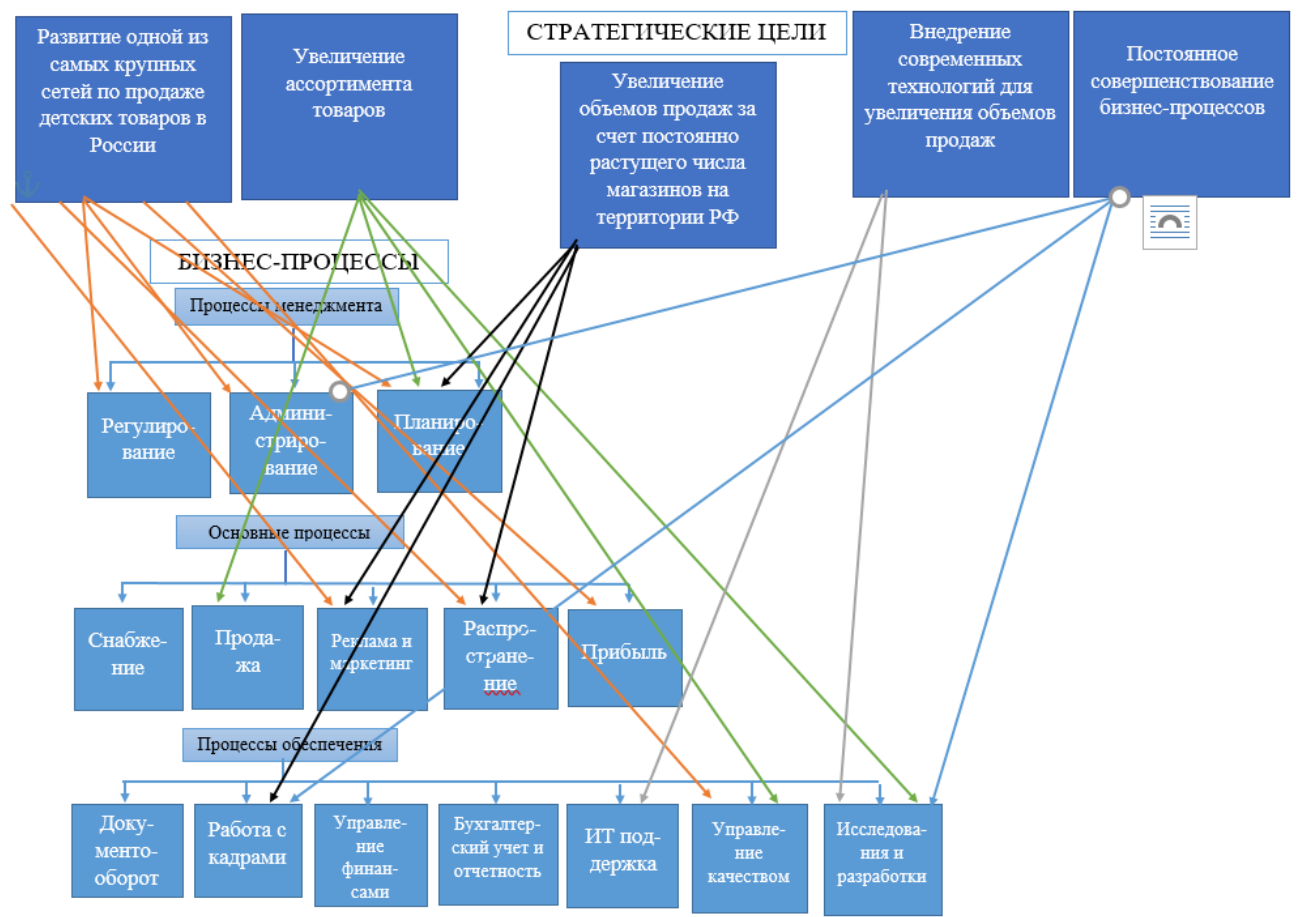 Развитие одной из
самых крупных
сетей по продаже
детских товаров в
России
Увеличение
ассортимента
товаров
СТРАТЕГИЧЕСКИЕ ЦЕЛИ
Увеличение
объемов продаж за
счет постоянно
растущего числа
магазинов на
территории РФ
Внедрение
современных
технологий для
увеличения объемов
продаж
Постоянное
совершенствование
бизнес-процессов
БИЗНЕС-ПРОЦЕССЫ
Процессы менеджмента
Регулиро-
вание
Админи-
стриро-
вание
Планиро-
вание
Основные процессы
Снабже-
ние
Прода-
жа
Реклама и
маркетинг
Распро-
стране-
ние
Прибыль
Процессы обеспечения
Доку-
менто-
оборот
Работа с
кадрами
Управле-
ние
финан-
сами
Бухгалтер-
ский учет и
отчетность
ИТ под-
держка
Управле-
ние
качеством
Исследова-
ния и
разработки